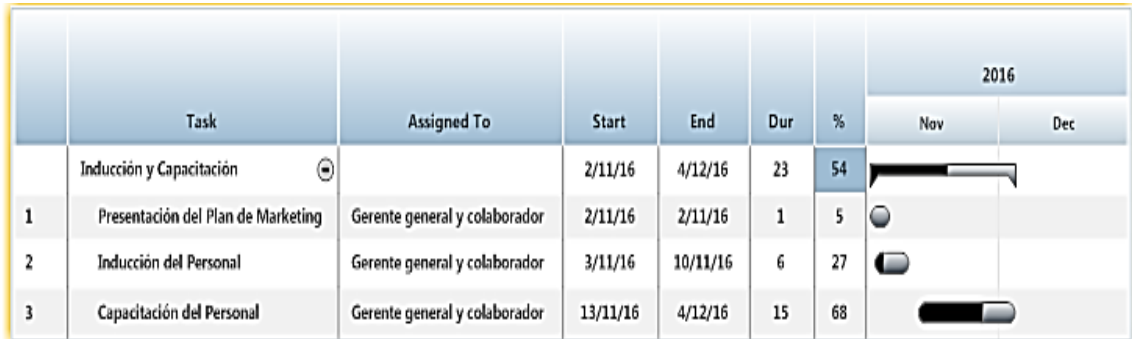 2016
Task Assigned To Start End Dur % Nov Dec
Inducción y Capacitación 2/11/16 4/12/16 23 54
1 Presentación del Plan de Marketing Gerente general y colaborador 2/11/16 2/11/16 1 5
2 Inducción del Personal Gerente general y colaborador 3/11/16 10/11/16 6 27
3 Capacitación del Personal Gerente general y colaborador 13/11/16 4/12/16 15 68